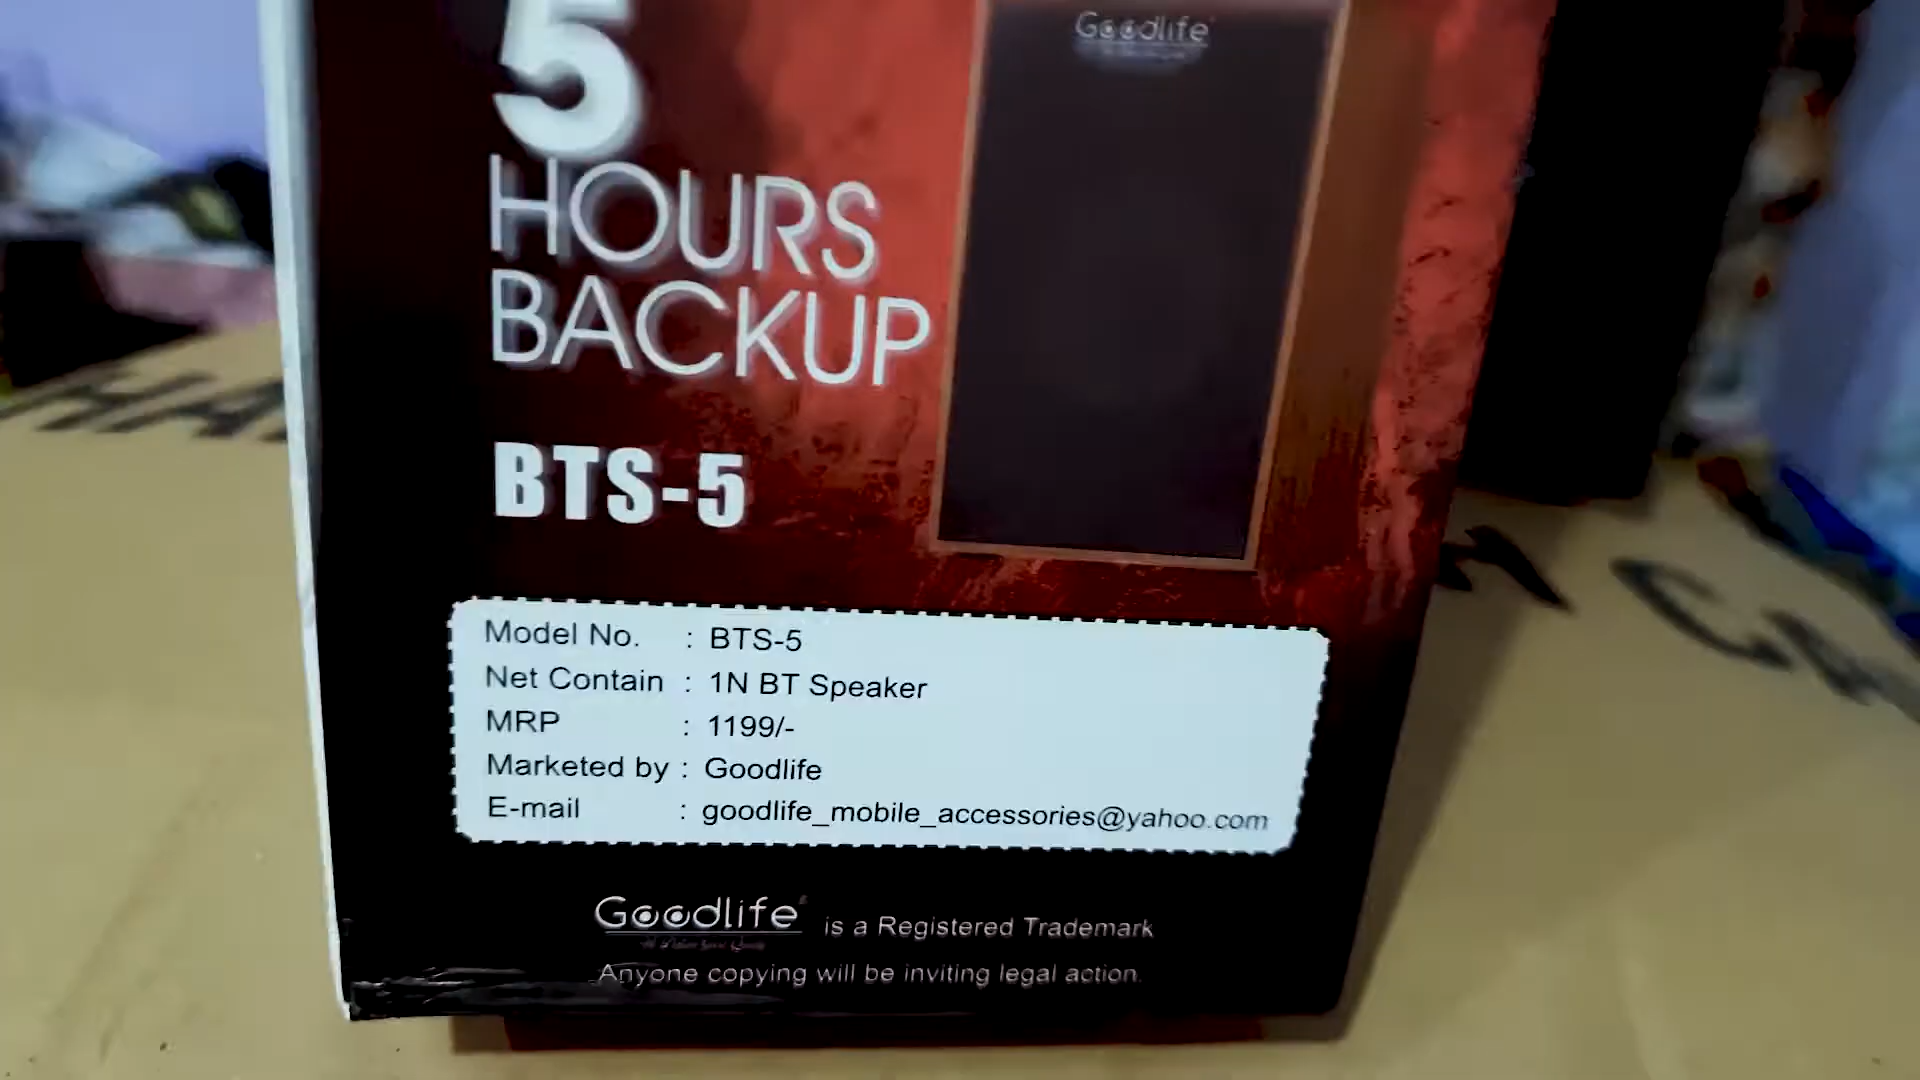 Goodlife
5
HOURS
BACKUP
BTS-5
Model No. : BTS-5
Net Contain : 1N BT Speaker
MRP : 1199/-
Marketed by : Goodlife
E-mail : goodlife_mobile_accessories@yahoo.com
Goodlife is a Registered Trademark
Anyone copying will be inviting legal action.